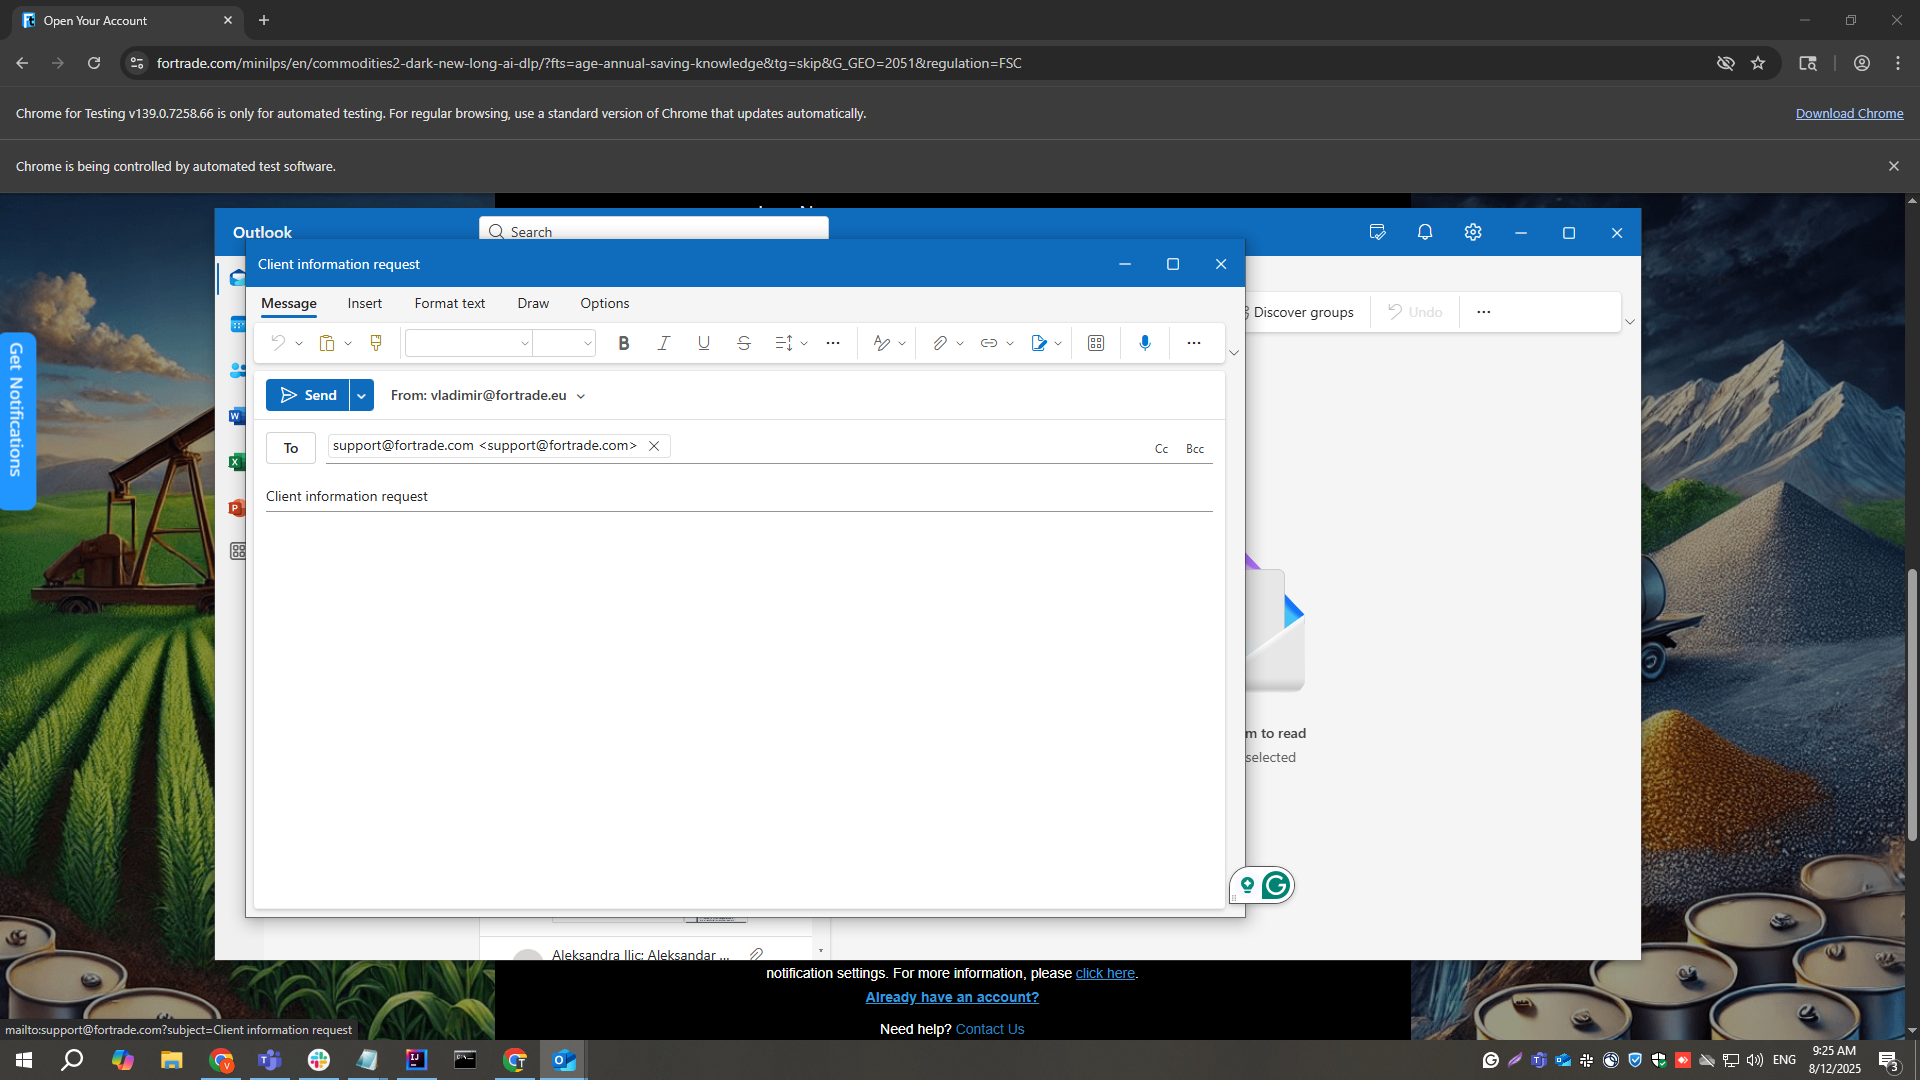 Open Your Account
fortrade.com/minilps/en/commodities2-dark-new-long-ai-dlp/?fts=age-annual-saving-knowledge&tg=skip&G_GEO=2051&regulation=FSC
Chrome for Testing v139.0.7258.66 is only for automated testing. For regular browsing, use a standard version of Chrome that updates automatically.
Download Chrome
Chrome is being controlled by automated test software.
Get Notifications
Outlook
Search
Client information request
Message Insert Format text Draw Options
Discover groups
Undo
Send
From: vladimir@fortrade.eu
To
support@fortrade.com <support@fortrade.com>
Cc Bcc
Client information request
m to read
selected
Aleksandra Ilic; Aleksandar ...
notification settings. For more information, please click here.
Already have an account?
Need help? Contact Us
mailto:support@fortrade.com?subject=Client information request
ENG
9:25 AM
8/12/2025
3